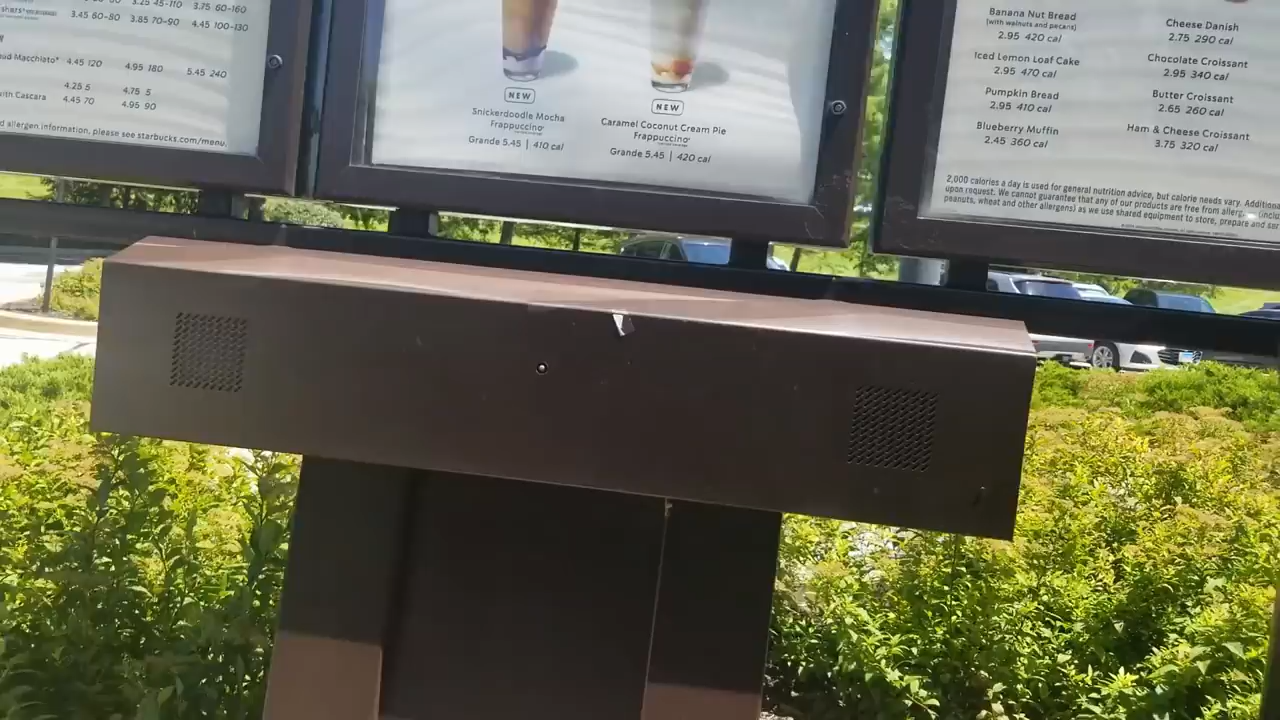 3.25 45-110 3.75 60-160
3.45 60-80 3.85 70-90 4.45 100-130
Macchiato* 4.45 120 4.95 180 5.45 240
4.25 5 4.75 5
with Cascara 4.45 70 4.95 90
allergen information, please see starbucks.com/menu.
NEW
Snickerdoodle Mocha
Frappuccino
Grande 5.45 | 410 cal
NEW
Caramel Coconut Cream Pie
Frappuccino
Grande 5.45 | 420 cal
Banana Nut Bread
(with walnuts and pecans)
2.95 420 cal
Iced Lemon Loaf Cake
2.95 470 cal
Pumpkin Bread
2.95 410 cal
Blueberry Muffin
2.45 360 cal
Cheese Danish
2.75 290 cal
Chocolate Croissant
2.95 340 cal
Butter Croissant
2.65 260 cal
Ham & Cheese Croissant
3.75 320 cal
2,000 calories a day is used for general nutrition advice, but calorie needs vary. Additiona
upon request. We cannot guarantee that any of our products are free from allerg
peanuts, wheat and other allergens) as we use shared equipment to store, prepare and ser